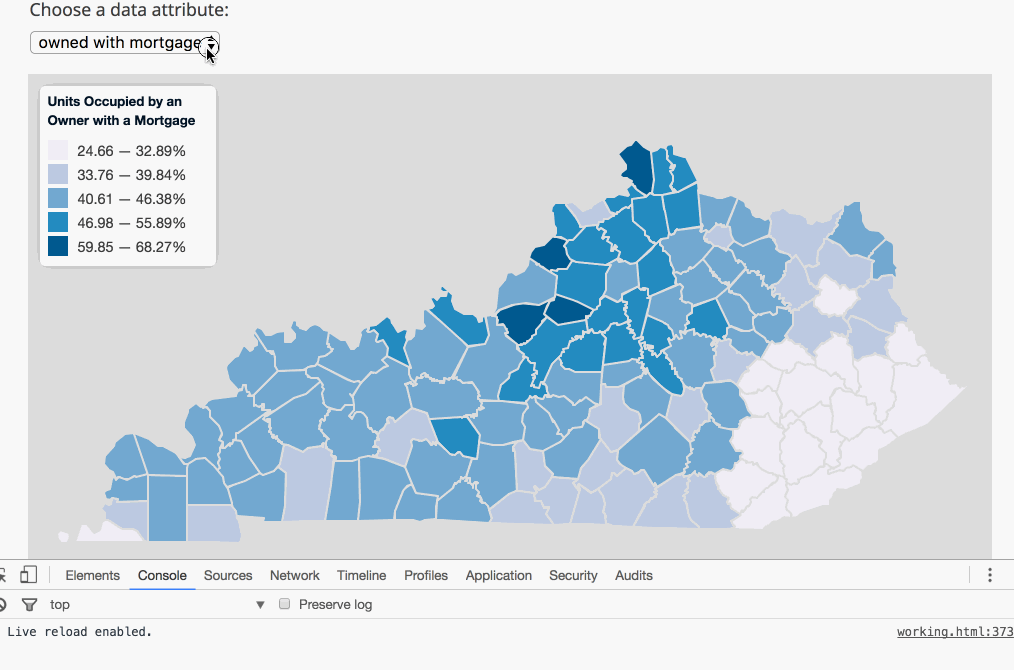 Choose a data attribute:
owned with mortgage
Units Occupied by an
Owner with a Mortgage
24.66 — 32.89%
33.76 — 39.84%
40.61 — 46.38%
46.98 — 55.89%
59.85 — 68.27%
Elements Console Sources Network Timeline Profiles Application Security Audits
top Preserve log
Live reload enabled. working.html:373